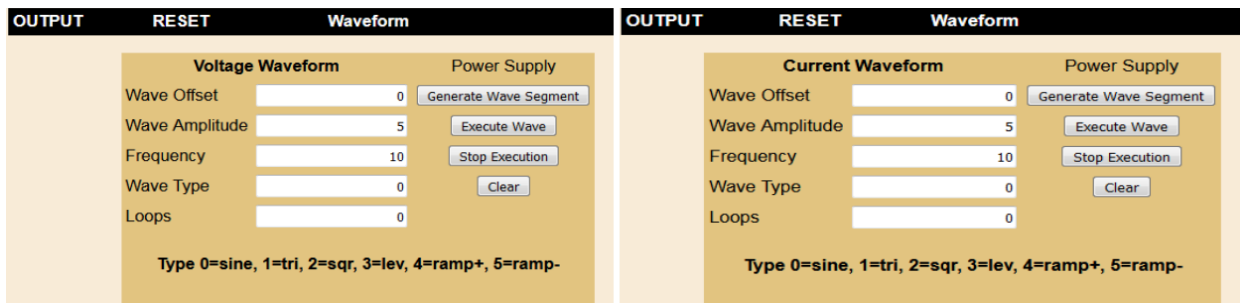 OUTPUT RESET Waveform
Voltage Waveform Power Supply
Wave Offset 0 Generate Wave Segment
Wave Amplitude 5 Execute Wave
Frequency 10 Stop Execution
Wave Type 0 Clear
Loops 0
Type 0=sine, 1=tri, 2=sqr, 3=lev, 4=ramp+, 5=ramp-
OUTPUT RESET Waveform
Current Waveform Power Supply
Wave Offset 0 Generate Wave Segment
Wave Amplitude 5 Execute Wave
Frequency 10 Stop Execution
Wave Type 0 Clear
Loops 0
Type 0=sine, 1=tri, 2=sqr, 3=lev, 4=ramp+, 5=ramp-